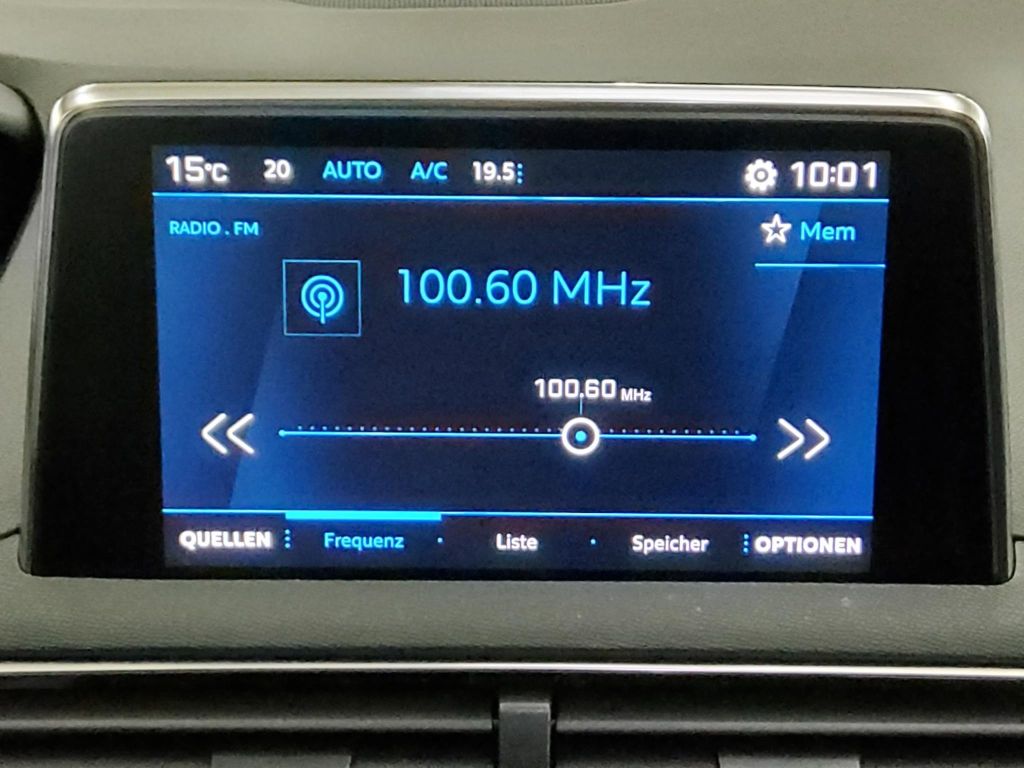 15°C 20 AUTO A/C 19.5 10:01
RADIO . FM
Mem
100.60 MHz
100.60 MHz
QUELLEN Frequenz Liste Speicher OPTIONEN